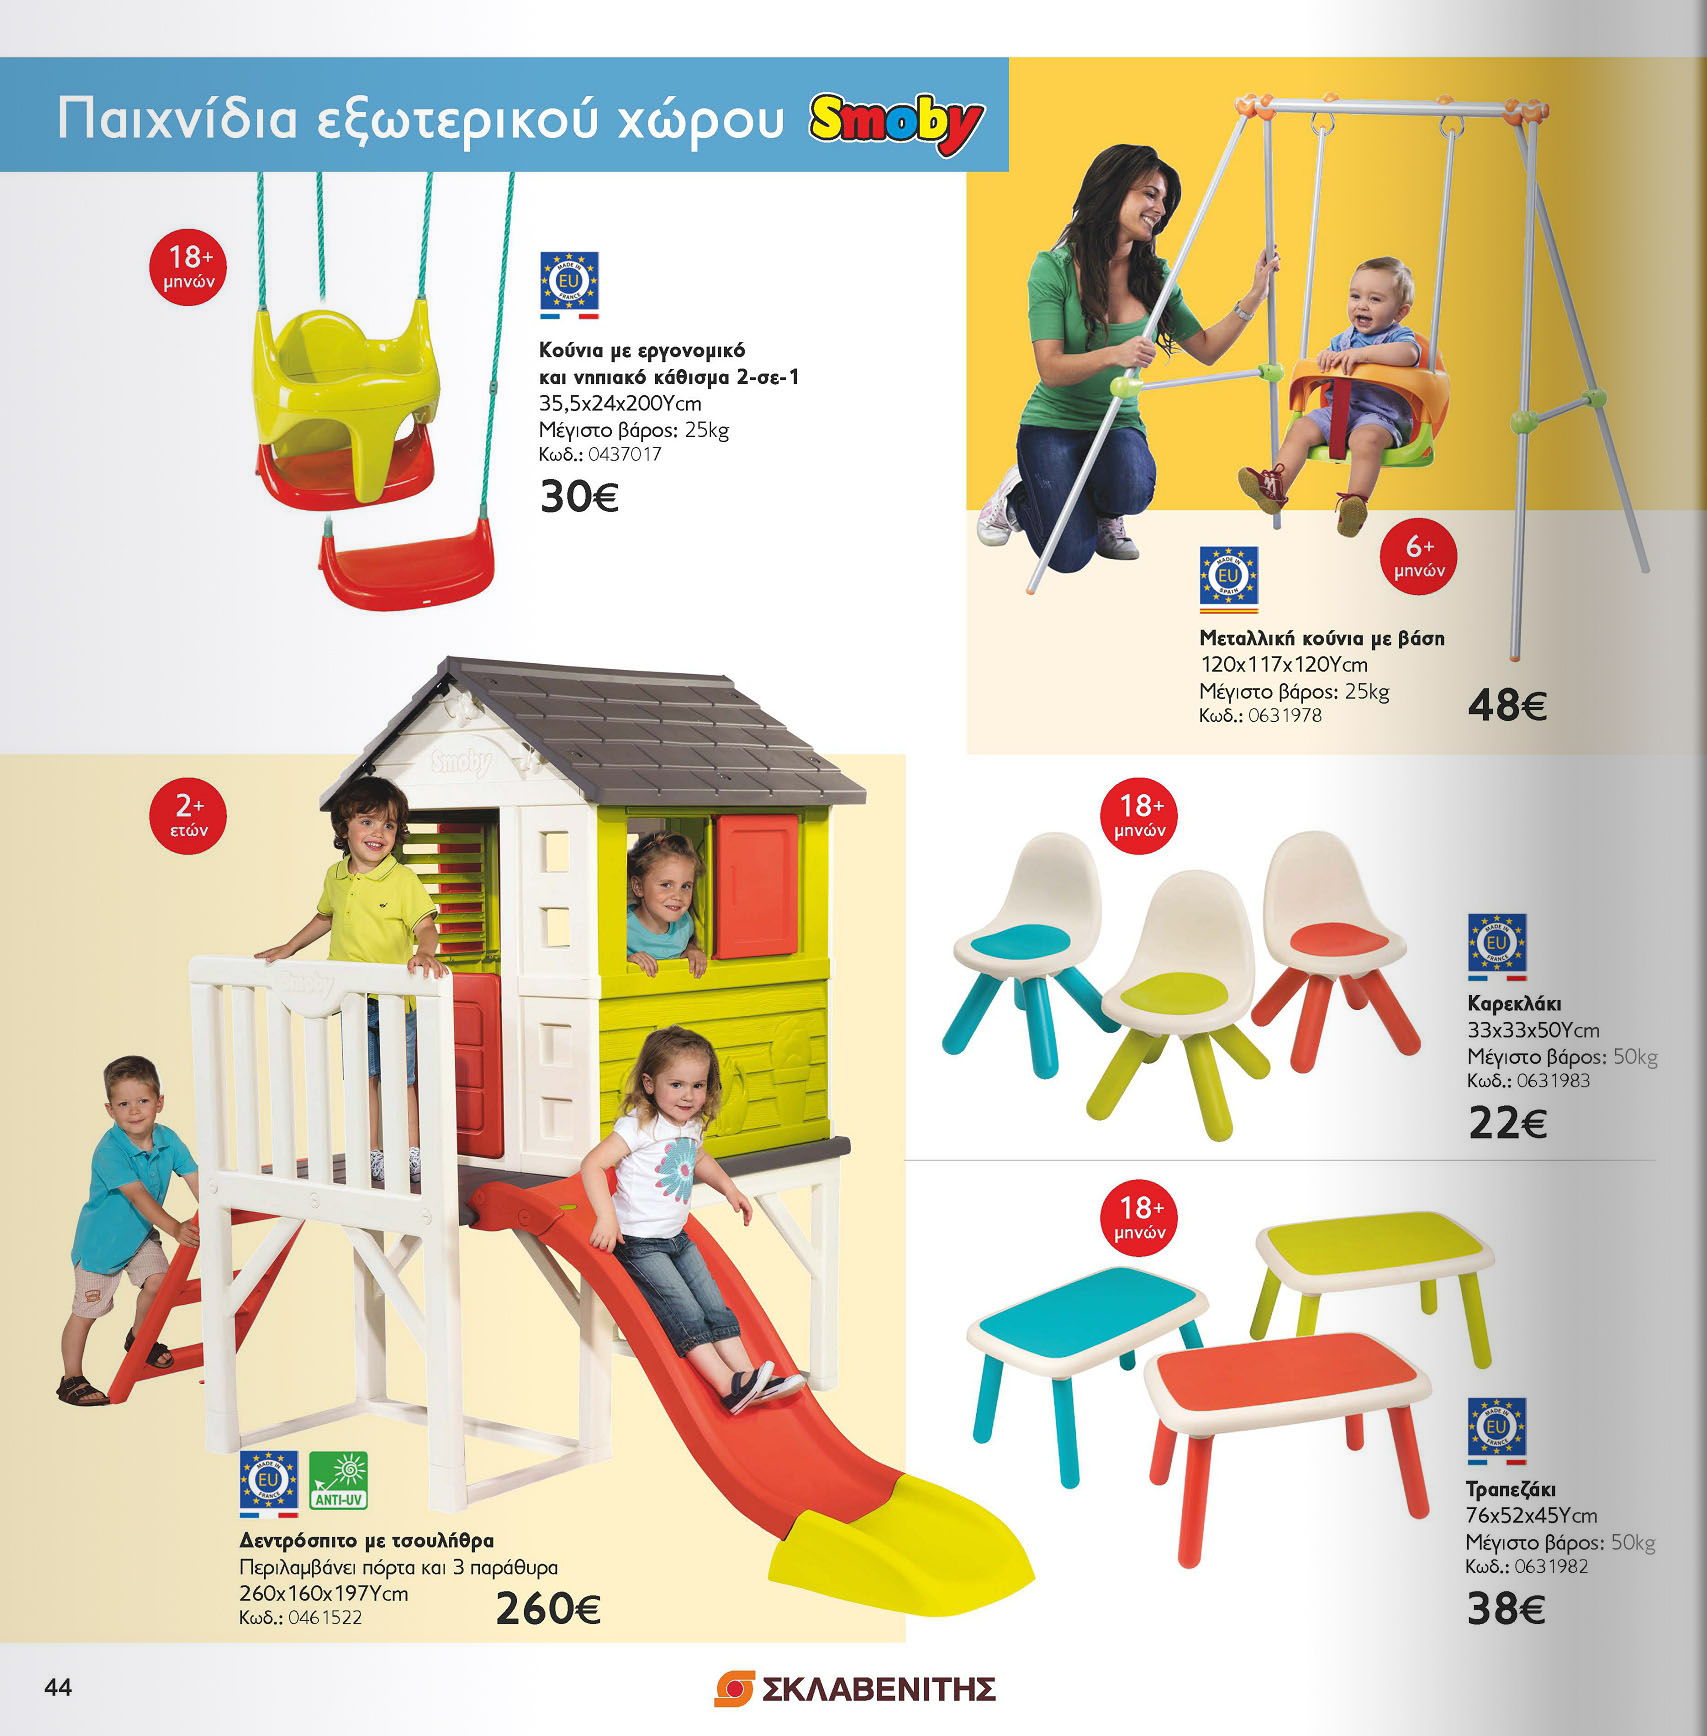 Παιχνίδια εξωτερικού χώρου Smoby
18+
μηνών
MADE IN
EU
FRANCE
Κούνια με εργονομικό
και νηπιακό κάθισμα 2-σε-1
35,5x24x200Υcm
Μέγιστο βάρος: 25kg
Κωδ.: 0437017
30€
6+
μηνών
MADE IN
EU
SPAIN
Μεταλλική κούνια με βάση
120x117x120Υcm
Μέγιστο βάρος: 25kg
Κωδ.: 0631978
48€
2+
ετών
Smoby
Smoby
MADE IN
EU
FRANCE
ANTI-UV
Δεντρόσπιτο με τσουλήθρα
Περιλαμβάνει πόρτα και 3 παράθυρα
260x160x197Υcm
Κωδ.: 0461522
260€
18+
μηνών
MADE IN
EU
FRANCE
Καρεκλάκι
33x33x50Υcm
Μέγιστο βάρος: 50kg
Κωδ.: 0631983
22€
18+
μηνών
MADE IN
EU
FRANCE
Τραπεζάκι
76x52x45Υcm
Μέγιστο βάρος: 50kg
Κωδ.: 0631982
38€
44
ΣΚΛΑΒΕΝΙΤΗΣ